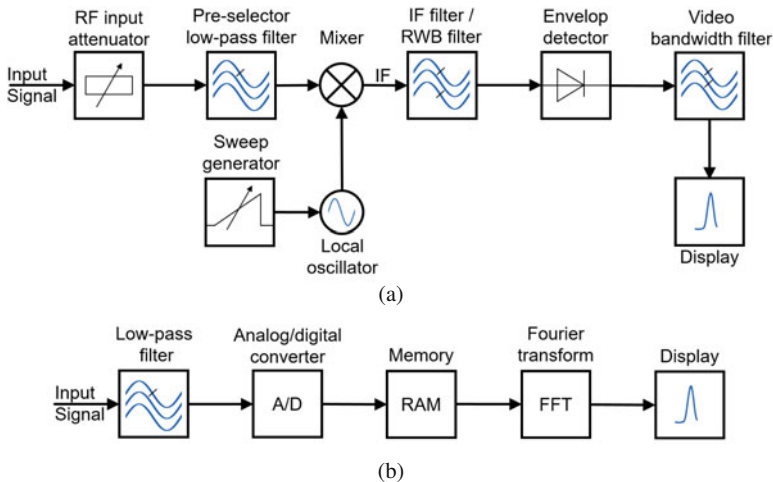 RF input
attenuator
Pre-selector
low-pass filter
Mixer
IF filter /
RWB filter
Envelop
detector
Video
bandwidth filter
Input
Signal
IF
Sweep
generator
Local
oscillator
Display
(a)
Low-pass
filter
Analog/digital
converter
Memory
Fourier
transform
Display
Input
Signal
A/D
RAM
FFT
(b)